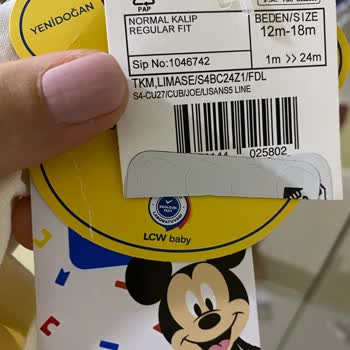 YENİDOĞAN
PAP
NORMAL KALIP
REGULAR FIT
BEDEN/SIZE
12m-18m
Sip No:1046742
1m >> 24m
TKM,LIMASE/S4BC24Z1/FDL
S4-CU27/CUB/JOE/LISANS5 LINE
025802
LCW baby